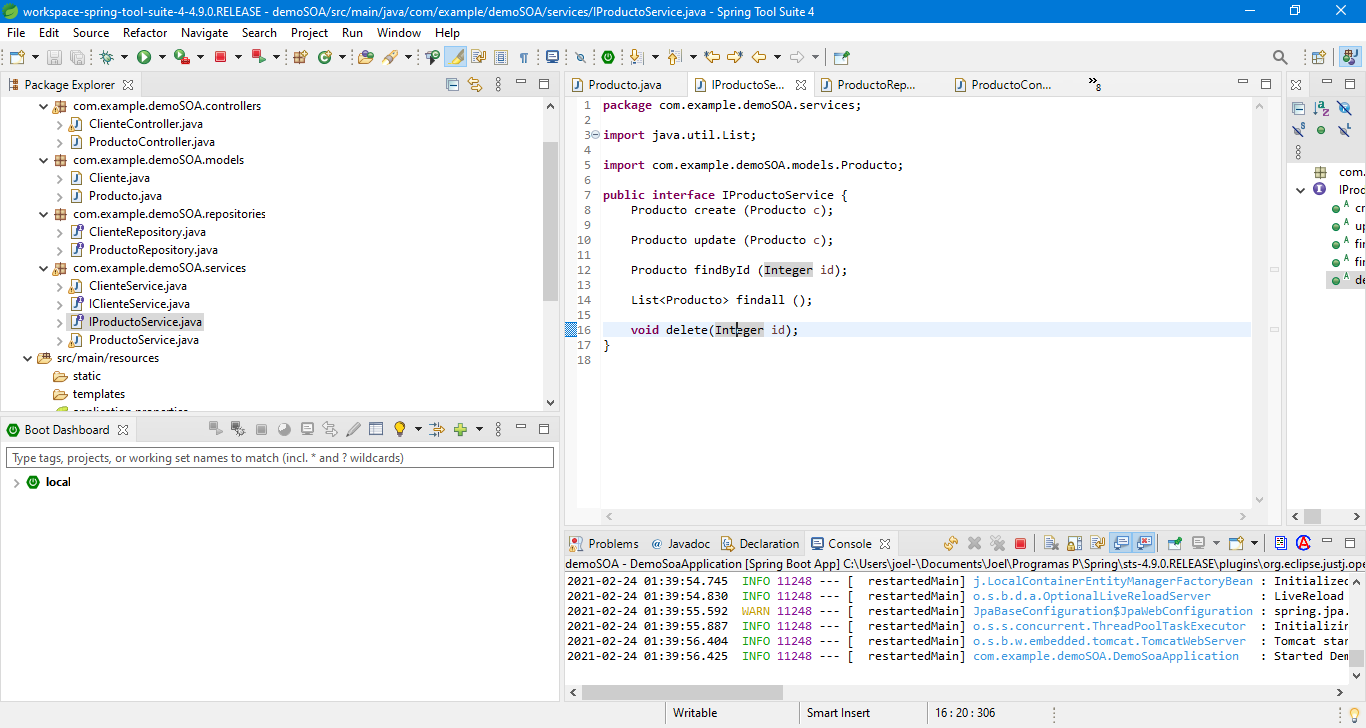 workspace-spring-tool-suite-4-4.9.0.RELEASE - demoSOA/src/main/java/com/example/demoSOA/services/IProductoService.java - Spring Tool Suite 4
File Edit Source Refactor Navigate Search Project Run Window Help
Package Explorer
com.example.demoSOA.controllers
ClienteController.java
ProductoController.java
com.example.demoSOA.models
Cliente.java
Producto.java
com.example.demoSOA.repositories
ClienteRepository.java
ProductoRepository.java
com.example.demoSOA.services
ClienteService.java
IClienteService.java
IProductoService.java
ProductoService.java
src/main/resources
static
templates
application.properties
Boot Dashboard
Type tags, projects, or working set names to match (incl. * and ? wildcards)
local
Producto.java IProductoSe... ProductoRep... ProductoCon... »8
1 package com.example.demoSOA.services;
2
3 import java.util.List;
4
5 import com.example.demoSOA.models.Producto;
6
7 public interface IProductoService {
8 Producto create (Producto c);
9
10 Producto update (Producto c);
11
12 Producto findById (Integer id);
13
14 List<Producto> findall ();
15
16 void delete(Integer id);
17 }
18
com.
IProd
cr
up
fin
fin
de
Problems @ Javadoc Declaration Console
demoSOA - DemoSoaApplication [Spring Boot App] C:\Users\joel-\Documents\Joel\Programas P\Spring\sts-4.9.0.RELEASE\plugins\org.eclipse.justj.ope
2021-02-24 01:39:54.745 INFO 11248 --- [ restartedMain] j.LocalContainerEntityManagerFactoryBean : Initialized
2021-02-24 01:39:54.830 INFO 11248 --- [ restartedMain] o.s.b.d.a.OptionalLiveReloadServer : LiveReload
2021-02-24 01:39:55.592 WARN 11248 --- [ restartedMain] JpaBaseConfiguration$JpaWebConfiguration : spring.jpa.
2021-02-24 01:39:55.887 INFO 11248 --- [ restartedMain] o.s.s.concurrent.ThreadPoolTaskExecutor : Initializin
2021-02-24 01:39:56.404 INFO 11248 --- [ restartedMain] o.s.b.w.embedded.tomcat.TomcatWebServer : Tomcat star
2021-02-24 01:39:56.425 INFO 11248 --- [ restartedMain] com.example.demoSOA.DemoSoaApplication : Started Dem
Writable Smart Insert 16 : 20 : 306